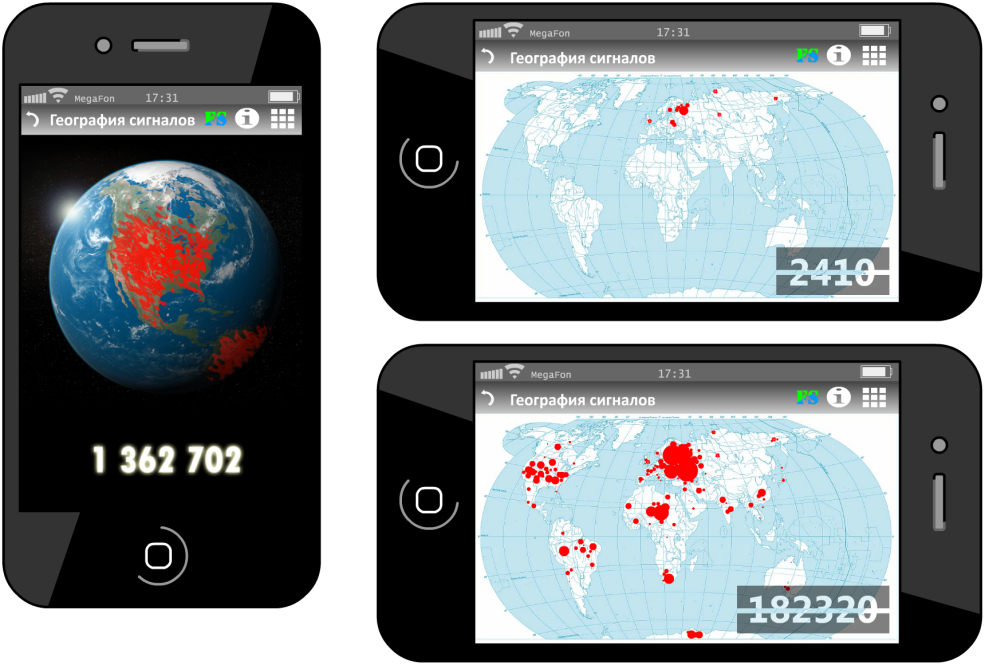 MegaFon 17:31
География сигналов FS i
1 362 702
MegaFon 17:31
География сигналов FS i
2410
MegaFon 17:31
География сигналов FS i
182320